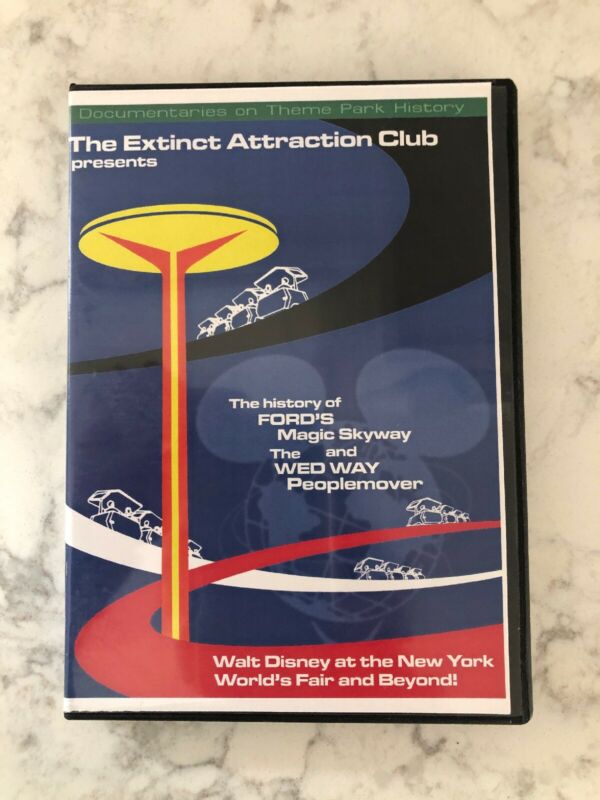 Documentaries on Theme Park History
The Extinct Attraction Club
presents
The history of
FORD'S
Magic Skyway
The and
WED WAY
Peoplemover
Walt Disney at the New York
World's Fair and Beyond!